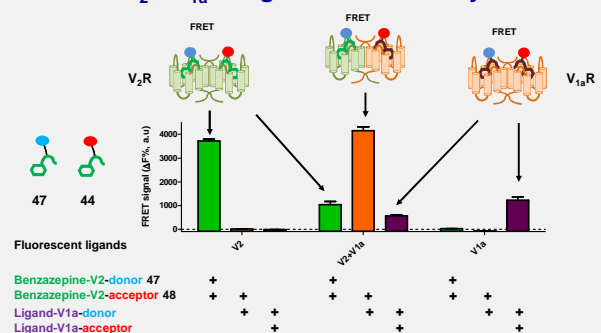 FRET
FRET
FRET
V2R
V1aR
FRET signal (ΔF%, a.u)
4000
3000
2000
1000
0
47
44
V2
V2+V1a
V1a
Fluorescent ligands
Benzazepine-V2-donor 47 + + +
Benzazepine-V2-acceptor 48 + + + + + +
Ligand-V1a-donor + + + + + +
Ligand-V1a-acceptor + + +